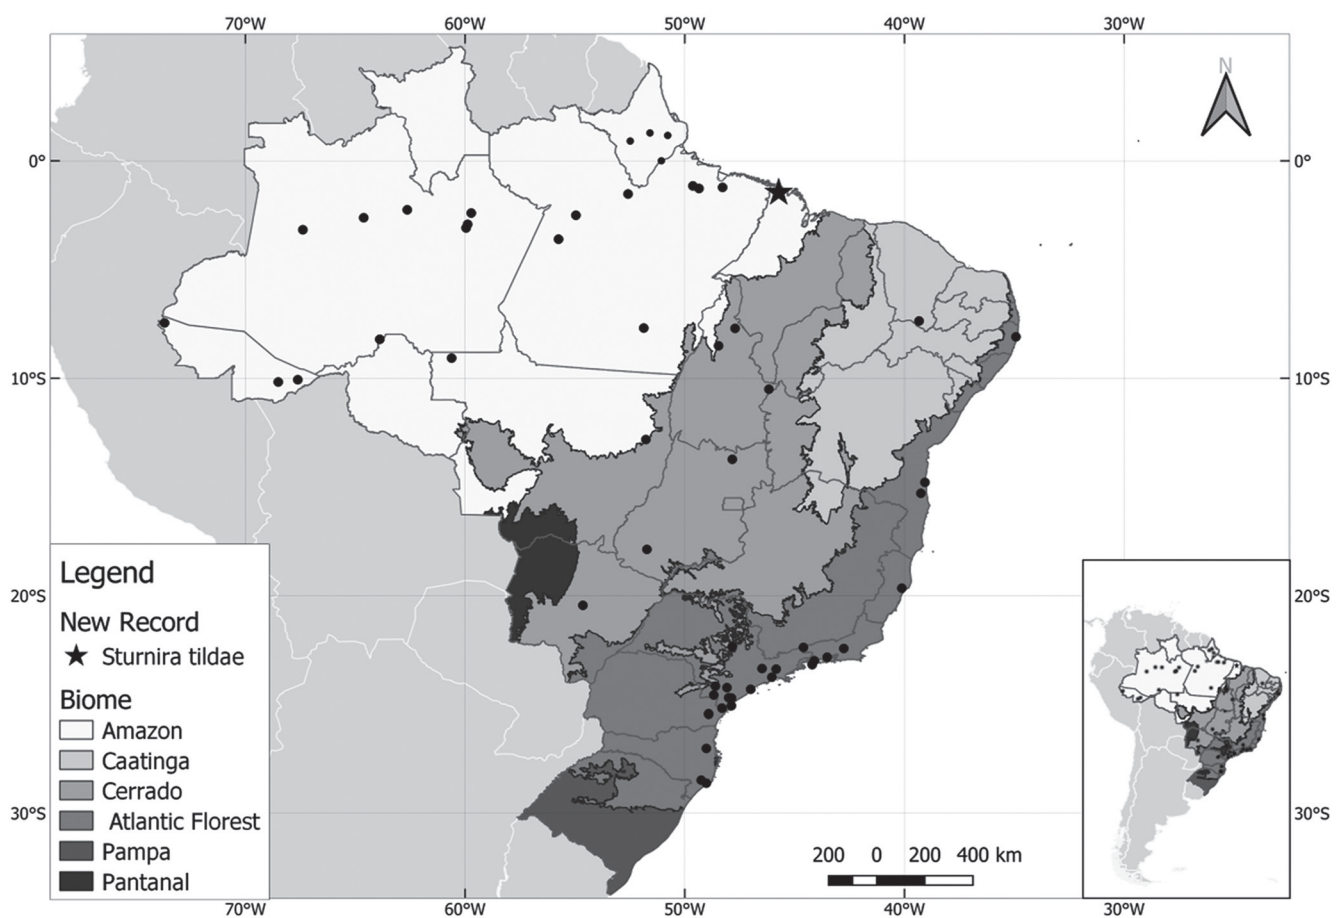 70°W 60°W 50°W 40°W 30°W
N
0° 0°
10°S 10°S
Legend
New Record
Sturnira tildae
Biome
Amazon
Caatinga
Cerrado
Atlantic Florest
Pampa
Pantanal
20°S 20°S
30°S 30°S
200 0 200 400 km
70°W 60°W 50°W 40°W 30°W